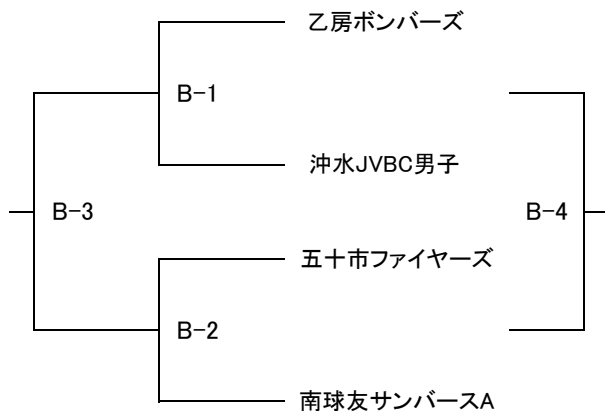 乙房ボンバーズ
B-1
沖水JVBC男子
B-3
B-4
五十市ファイヤーズ
B-2
南球友サンバースA